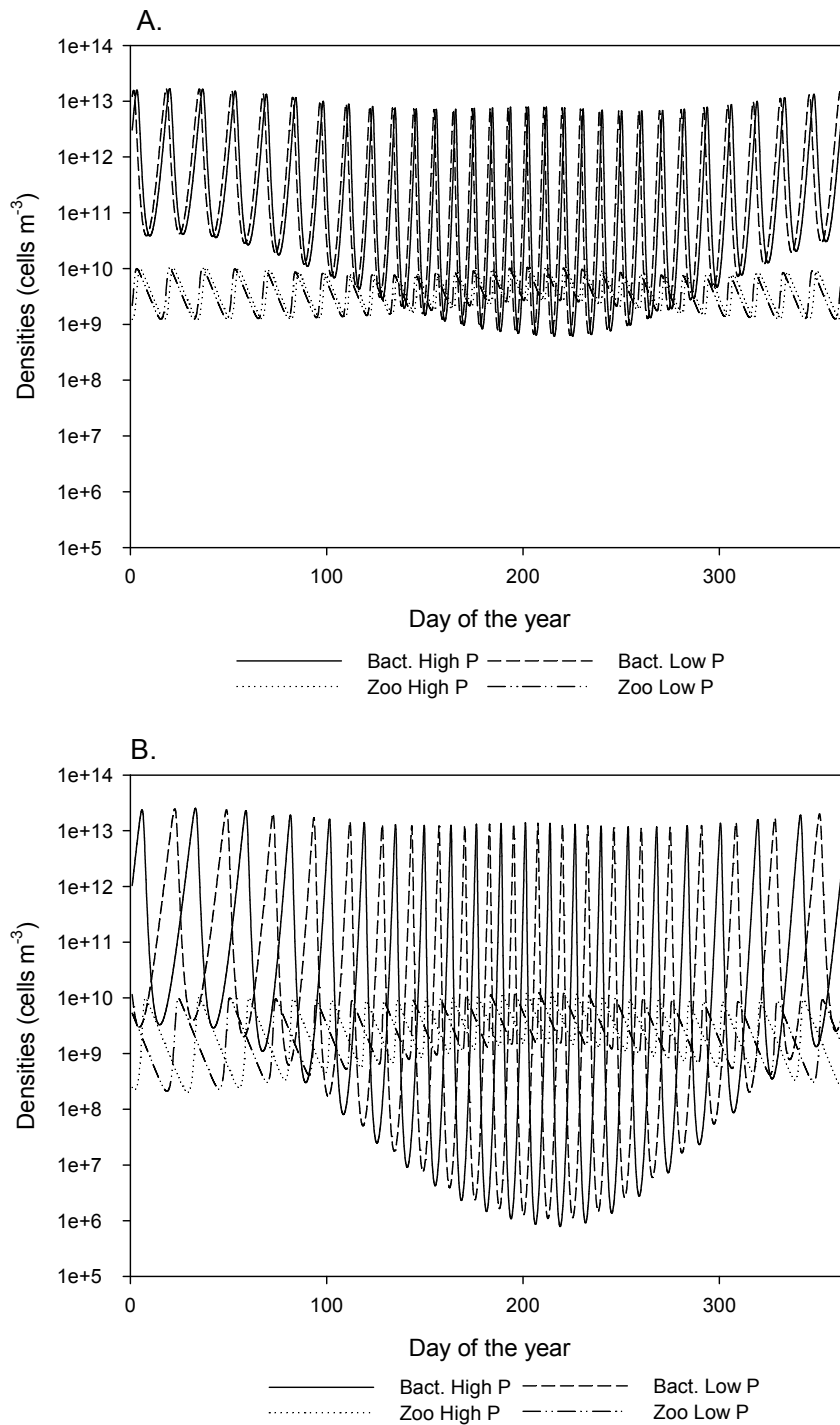 A.
1e+14
1e+13
1e+12
1e+11
1e+10
1e+9
1e+8
1e+7
1e+6
1e+5
Densities (cells m-3)
0 100 200 300
Day of the year
Bact. High P Bact. Low P
Zoo High P Zoo Low P
B.
1e+14
1e+13
1e+12
1e+11
1e+10
1e+9
1e+8
1e+7
1e+6
1e+5
Densities (cells m-3)
0 100 200 300
Day of the year
Bact. High P Bact. Low P
Zoo High P Zoo Low P